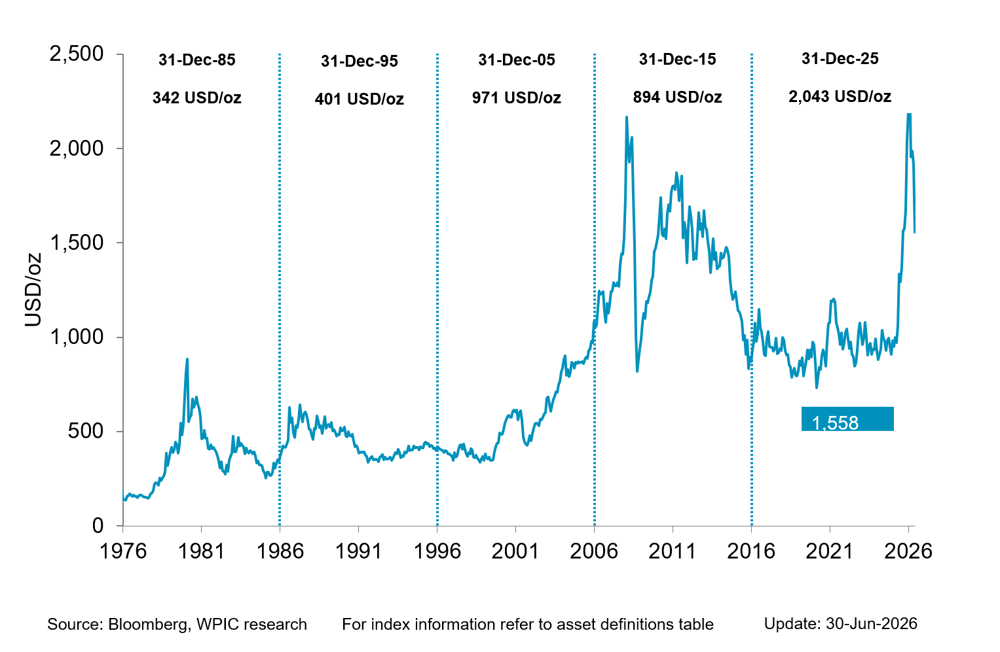 2,500
2,000
1,500
1,000
500
0
USD/oz
31-Dec-85
342 USD/oz
31-Dec-95
401 USD/oz
31-Dec-05
971 USD/oz
31-Dec-15
894 USD/oz
31-Dec-25
2,043 USD/oz
1,558
1976 1981 1986 1991 1996 2001 2006 2011 2016 2021 2026
Source: Bloomberg, WPIC research For index information refer to asset definitions table Update: 30-Jun-2026